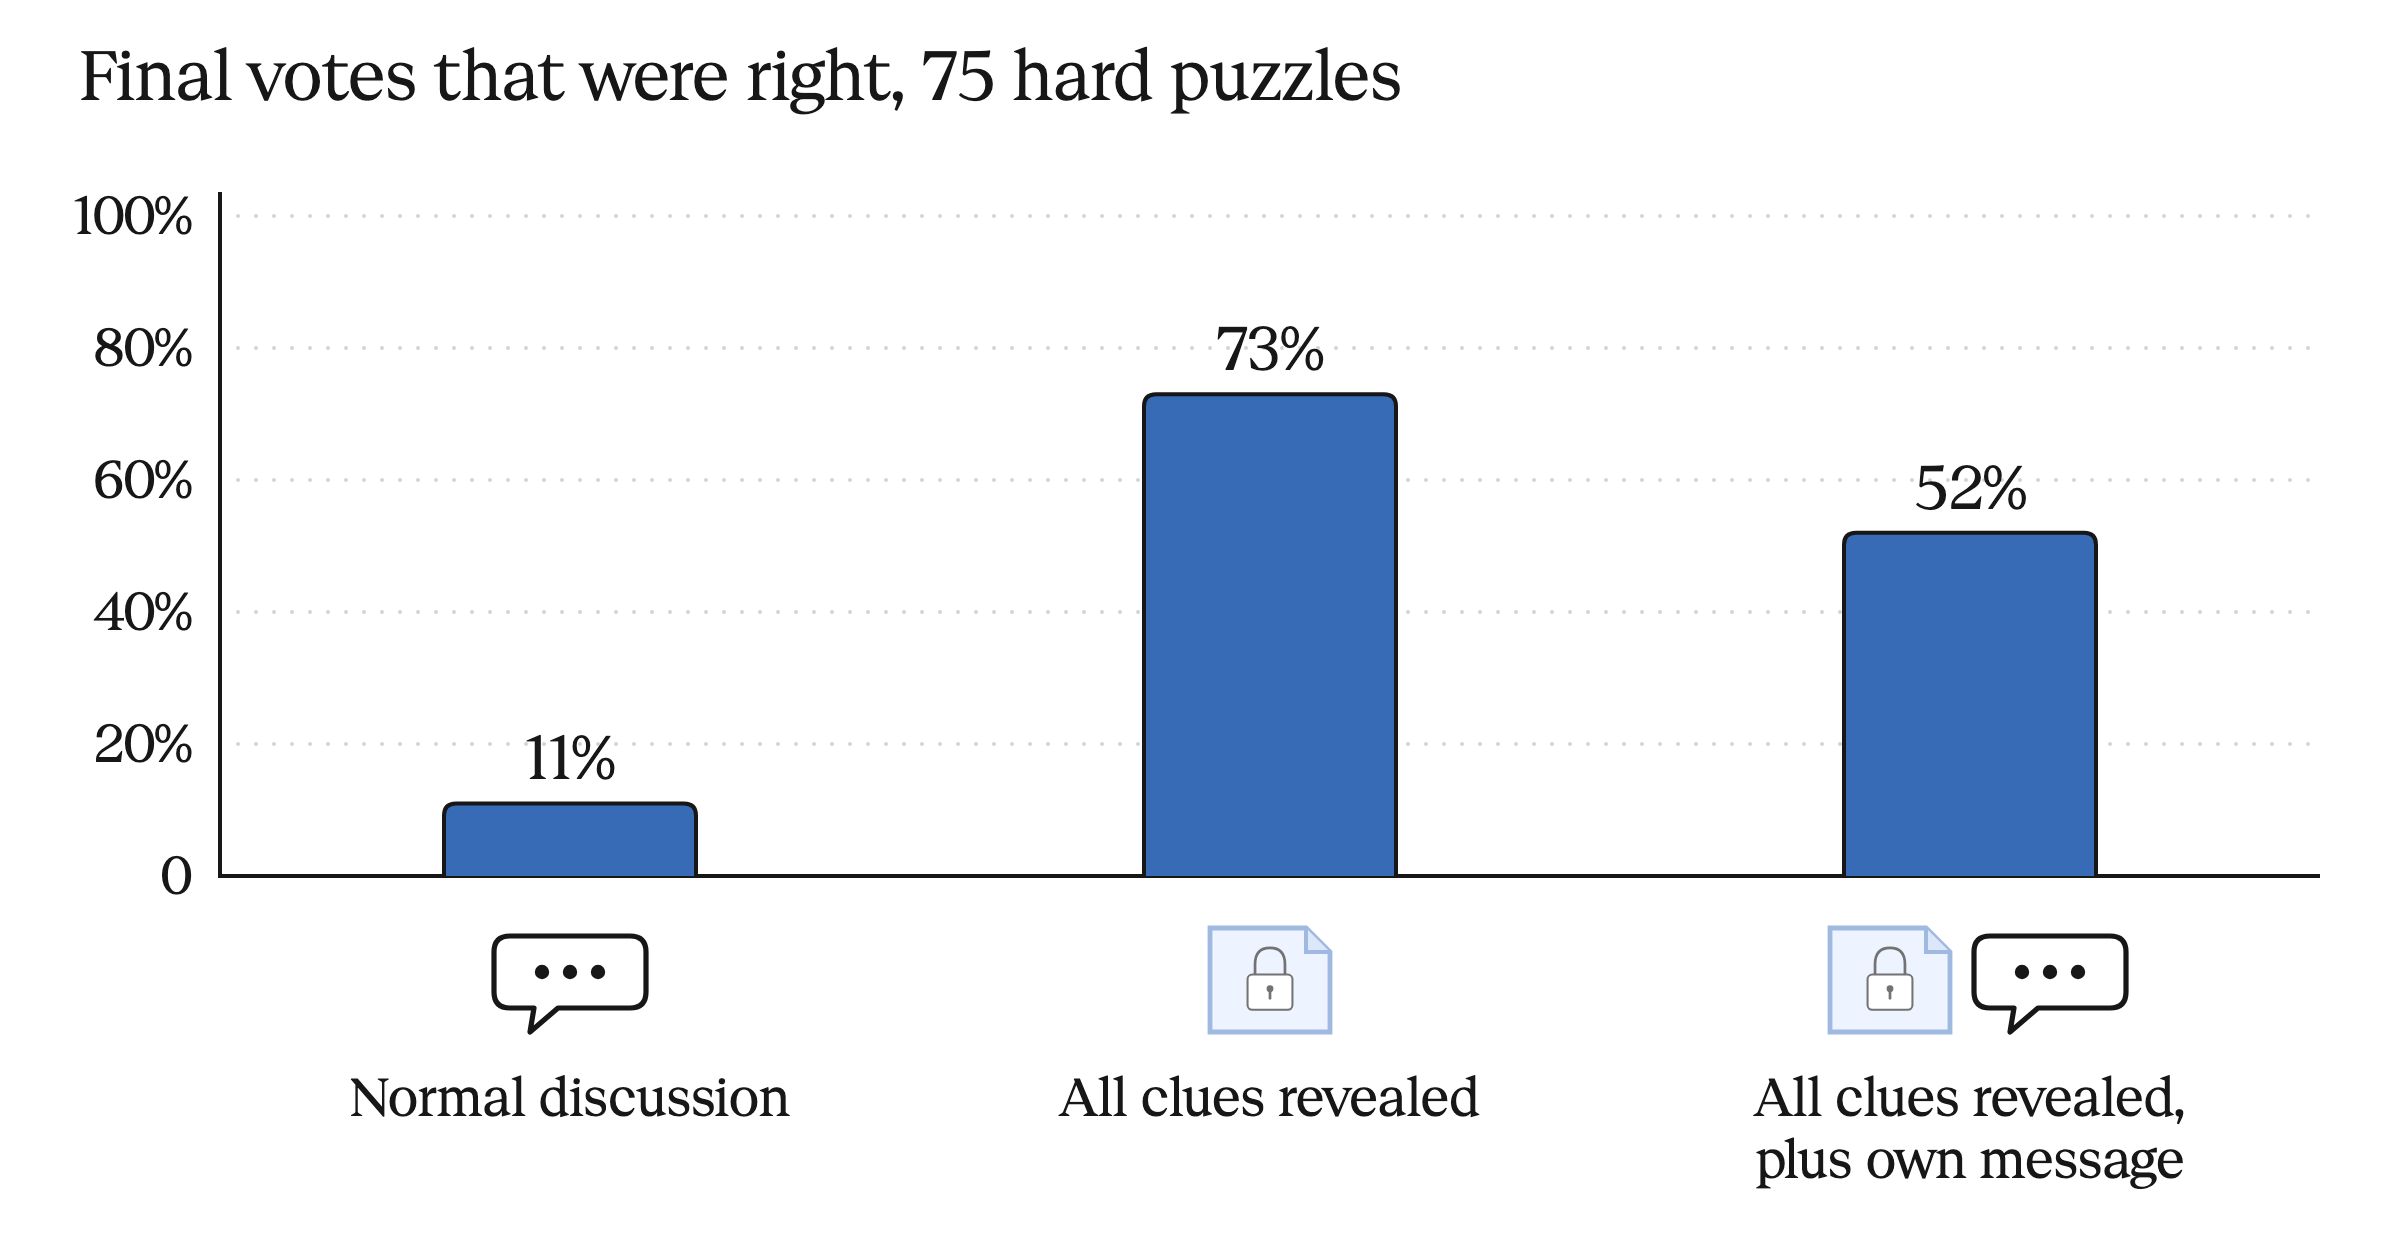 Final votes that were right, 75 hard puzzles
100%
80%
60%
40%
20%
0
11%
73%
52%
Normal discussion
All clues revealed
All clues revealed,
plus own message